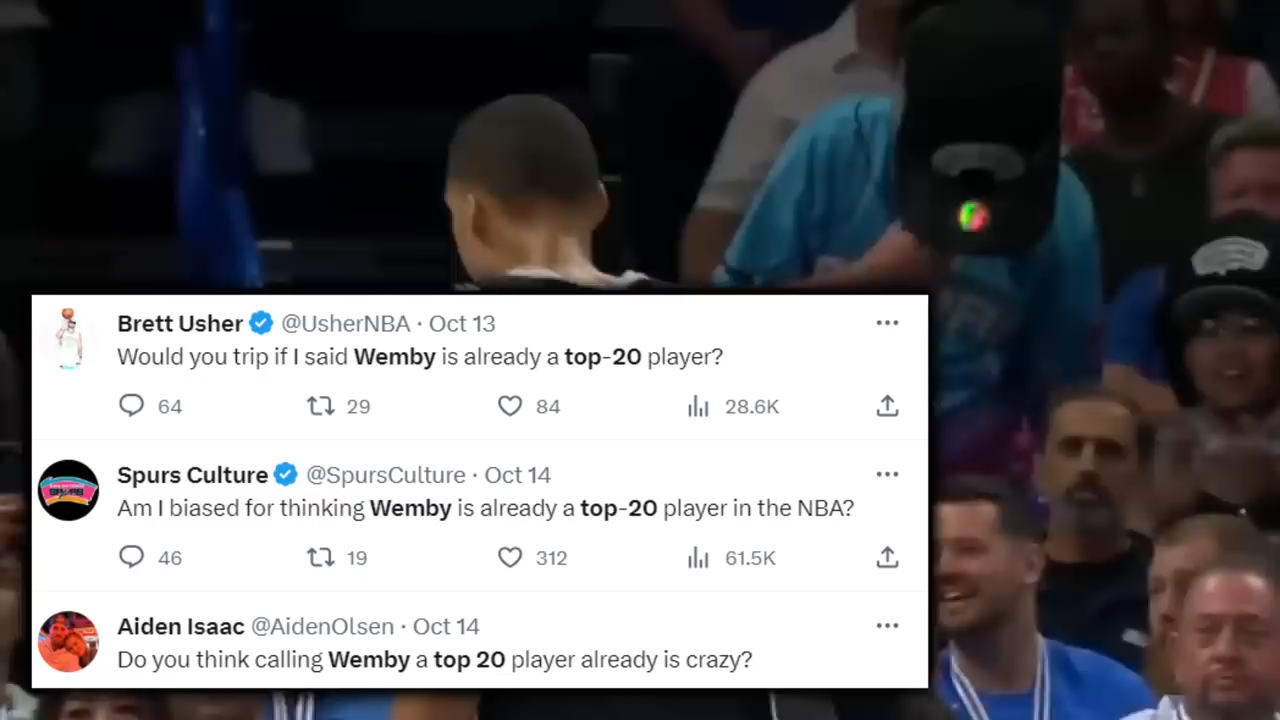 Brett Usher @UsherNBA · Oct 13
Would you trip if I said Wemby is already a top-20 player?
64 29 84 28.6K
Spurs Culture @SpursCulture · Oct 14
Am I biased for thinking Wemby is already a top-20 player in the NBA?
46 19 312 61.5K
Aiden Isaac @AidenOlsen · Oct 14
Do you think calling Wemby a top 20 player already is crazy?